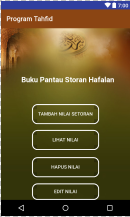 7:00
Program Tahfid
Buku Pantau Storan Hafalan
TAMBAH NILAI SETORAN
LIHAT NILAI
HAPUS NILAI
EDIT NILAI